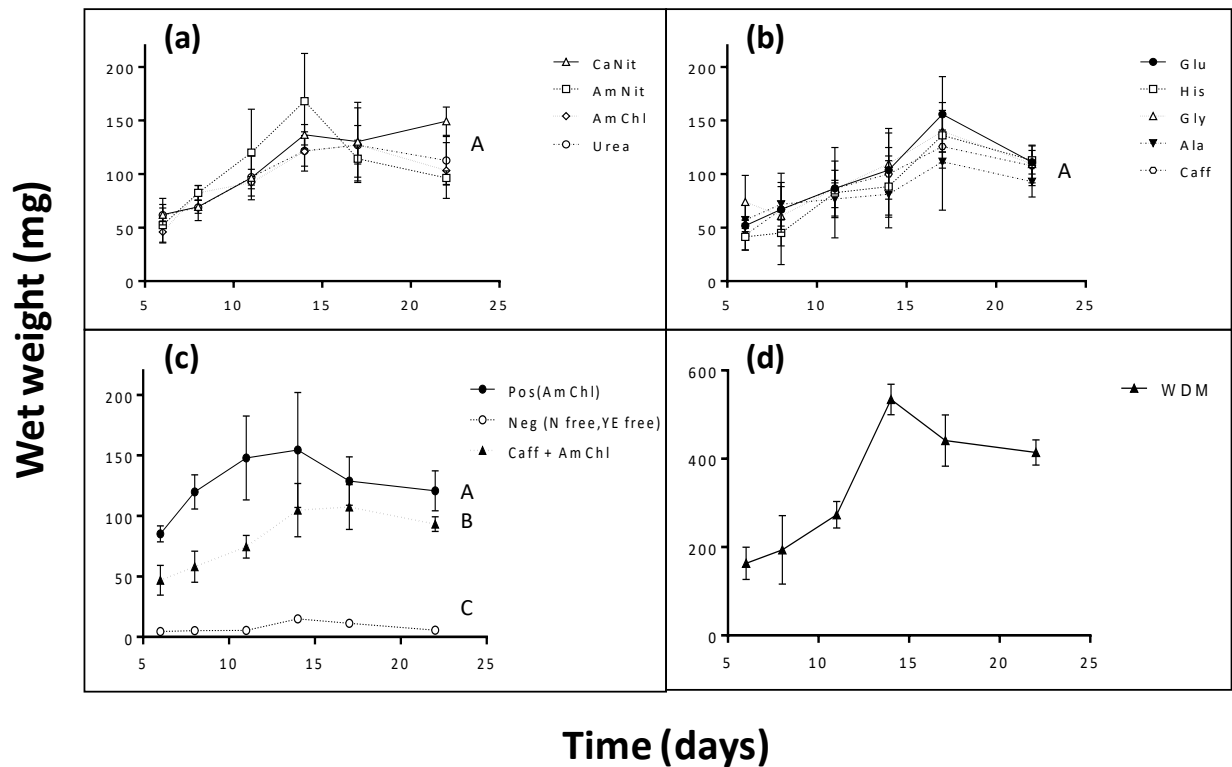 Wet weight (mg)
(a)
200
150
100
50
0
5 10 15 20 25
CaNit
AmNit
AmChl
Urea
A
(b)
200
150
100
50
0
5 10 15 20 25
Glu
His
Gly
Ala
Caff
A
(c)
200
150
100
50
0
5 10 15 20 25
Pos(AmChl)
Neg (N free,YE free)
Caff + AmChl
A
B
C
(d)
600
400
200
0
5 10 15 20 25
WDM
Time (days)